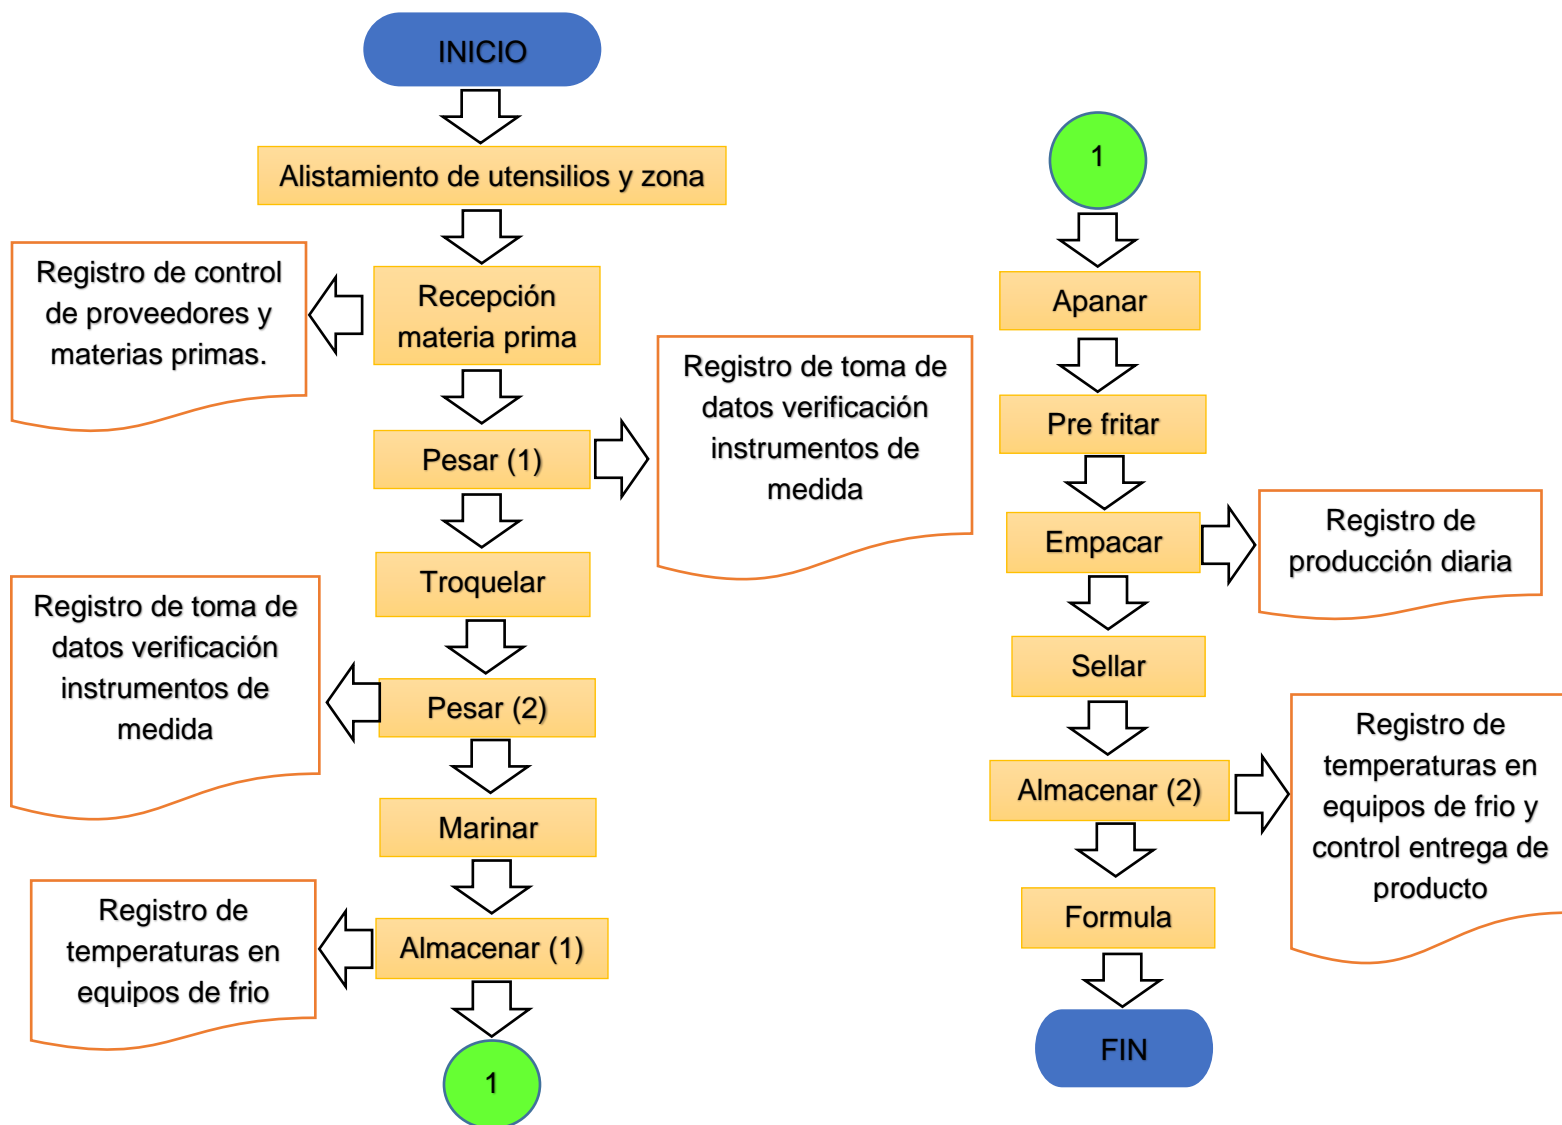 INICIO
Alistamiento de utensilios y zona
Registro de control
de proveedores y
materias primas.
Recepción
materia prima
Registro de toma de
datos verificación
instrumentos de
medida
Pesar (1)
Troquelar
Registro de toma de
datos verificación
instrumentos de
medida
Pesar (2)
Marinar
Registro de
temperaturas en
equipos de frio
Almacenar (1)
1
1
Apanar
Pre fritar
Empacar
Registro de
producción diaria
Sellar
Almacenar (2)
Registro de
temperaturas en
equipos de frio y
control entrega de
producto
Formula
FIN